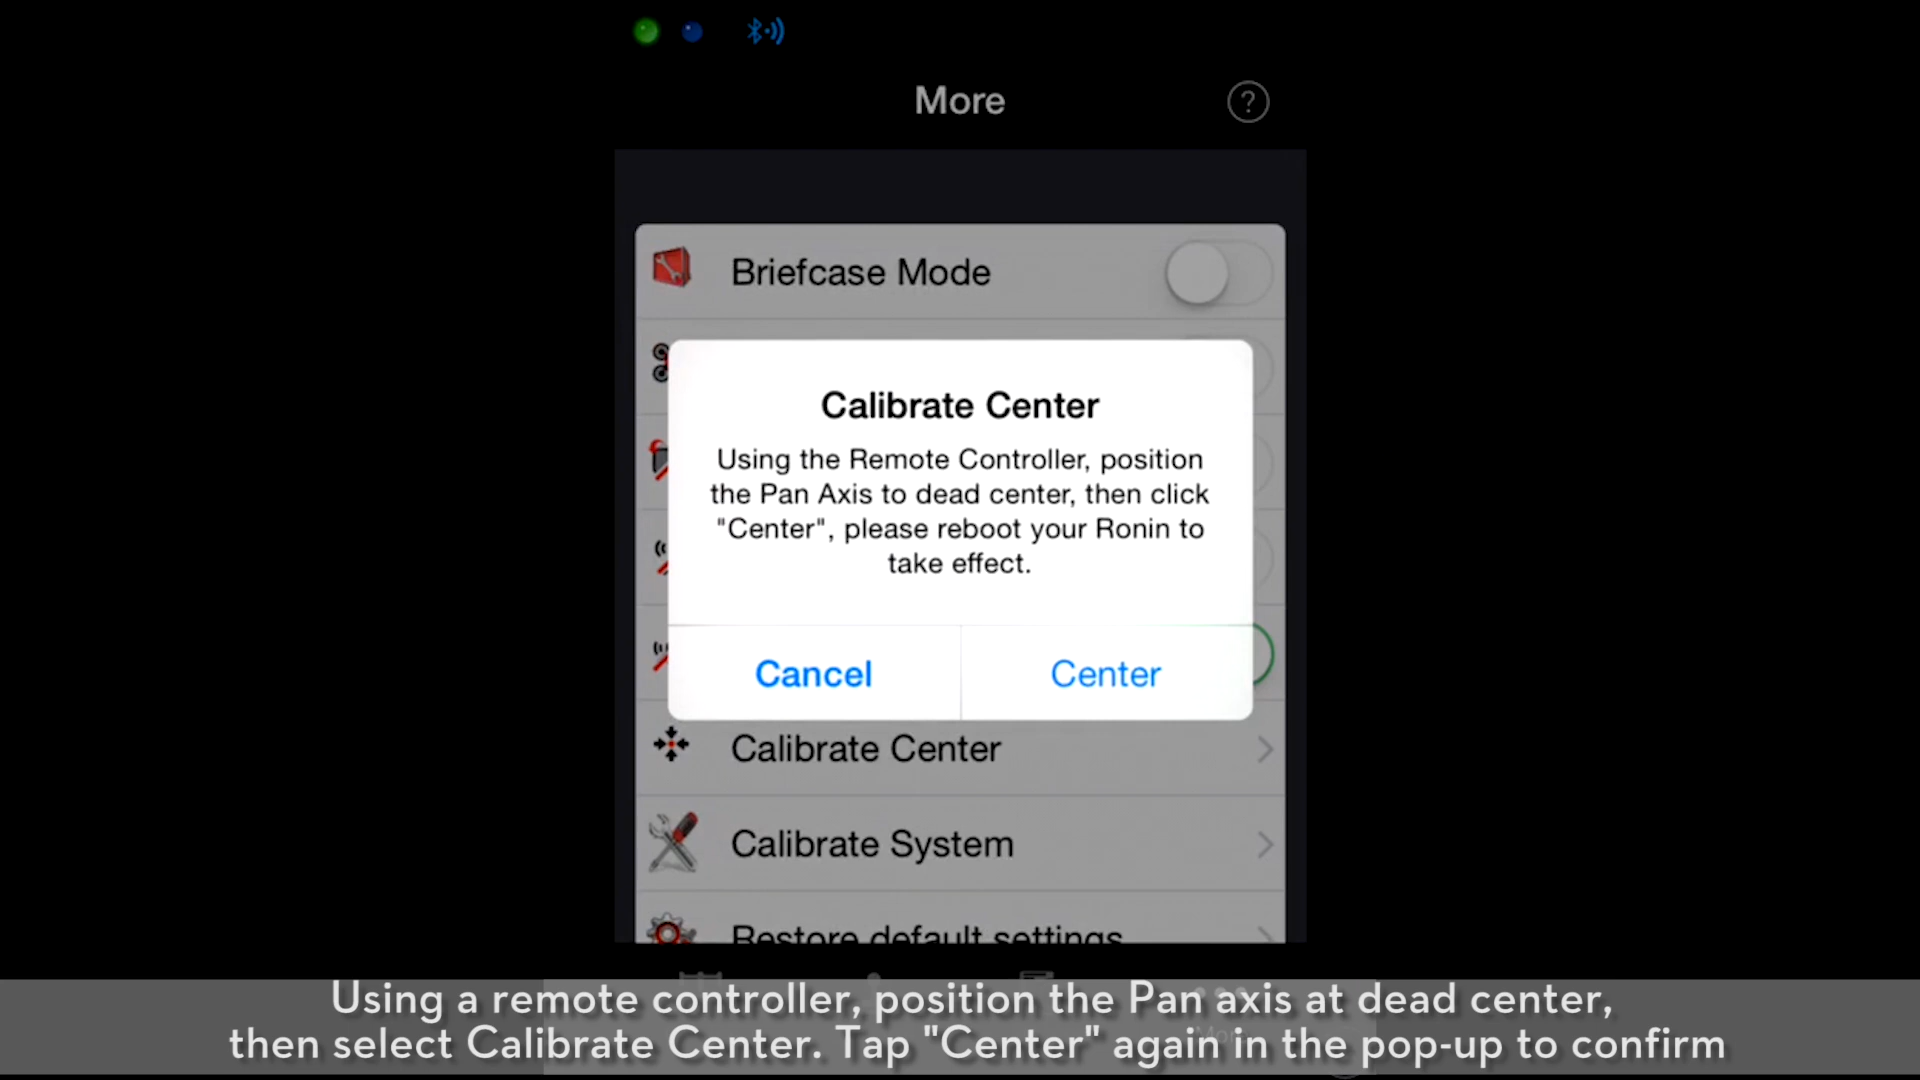 More
?
Briefcase Mode
Calibrate Center
Using the Remote Controller, position
the Pan Axis to dead center, then click
"Center", please reboot your Ronin to
take effect.
Cancel
Center
Calibrate Center
Calibrate System
Restore default settings
Using a remote controller, position the Pan axis at dead center,
then select Calibrate Center. Tap "Center" again in the pop-up to confirm